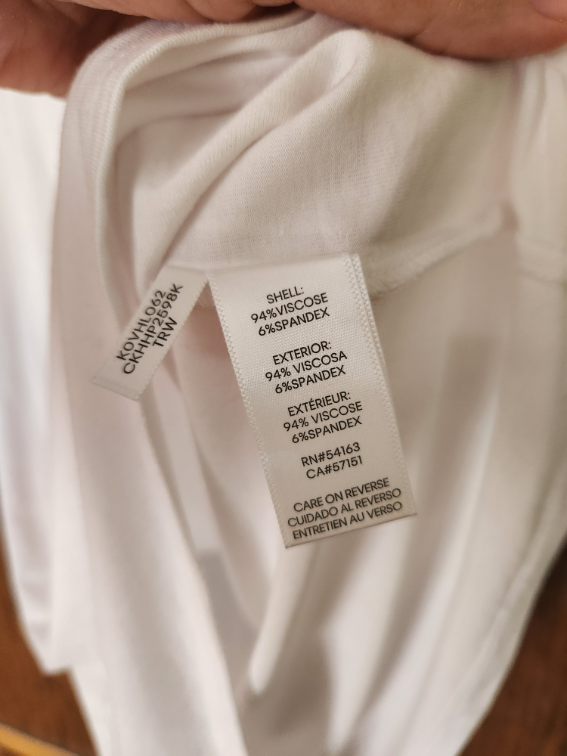 K0VHL062
CKHHP2598K
TRW
SHELL:
94%VISCOSE
6%SPANDEX
EXTERIOR:
94% VISCOSA
6%SPANDEX
EXTÉRIEUR:
94% VISCOSE
6%SPANDEX
RN#54163
CA#57151
CARE ON REVERSE
CUIDADO AL REVERSO
ENTRETIEN AU VERSO